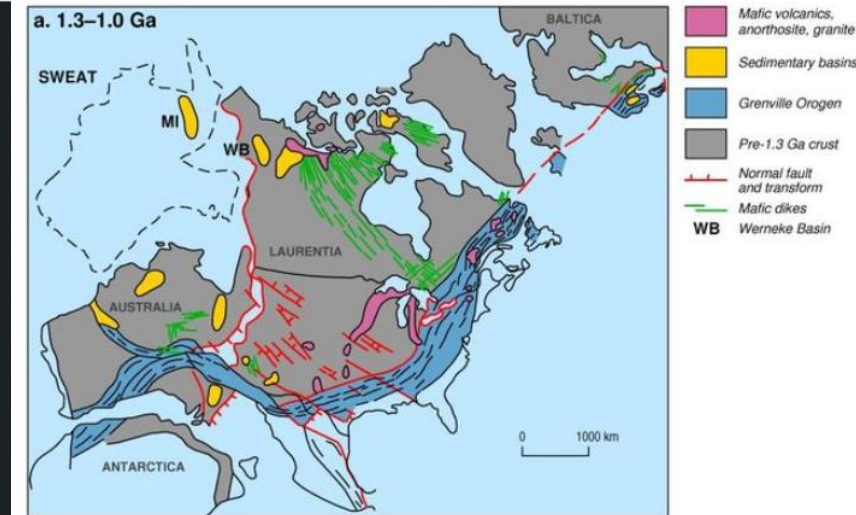 a. 1.3–1.0 Ga
BALTICA
SWEAT
MI
WB
LAURENTIA
AUSTRALIA
ANTARCTICA
0 1000 km
Mafic volcanics,
anorthosite, granite
Sedimentary basins
Grenville Orogen
Pre-1.3 Ga crust
Normal fault
and transform
Mafic dikes
WB Werneke Basin